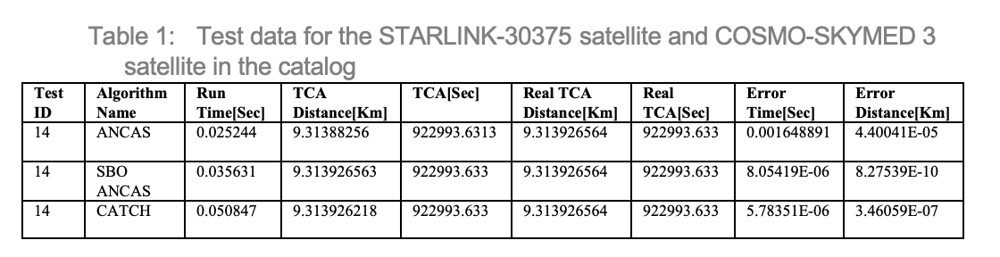 Table 1: Test data for the STARLINK-30375 satellite and COSMO-SKYMED 3
satellite in the catalog
Test ID Algorithm Name Run Time[Sec] TCA Distance[Km] TCA[Sec] Real TCA Distance[Km] Real TCA[Sec] Error Time[Sec] Error Distance[Km]
14 ANCAS 0.025244 9.31388256 922993.6313 9.313926564 922993.633 0.001648891 4.40041E-05
14 SBO ANCAS 0.035631 9.313926563 922993.633 9.313926564 922993.633 8.05419E-06 8.27539E-10
14 CATCH 0.050847 9.313926218 922993.633 9.313926564 922993.633 5.78351E-06 3.46059E-07